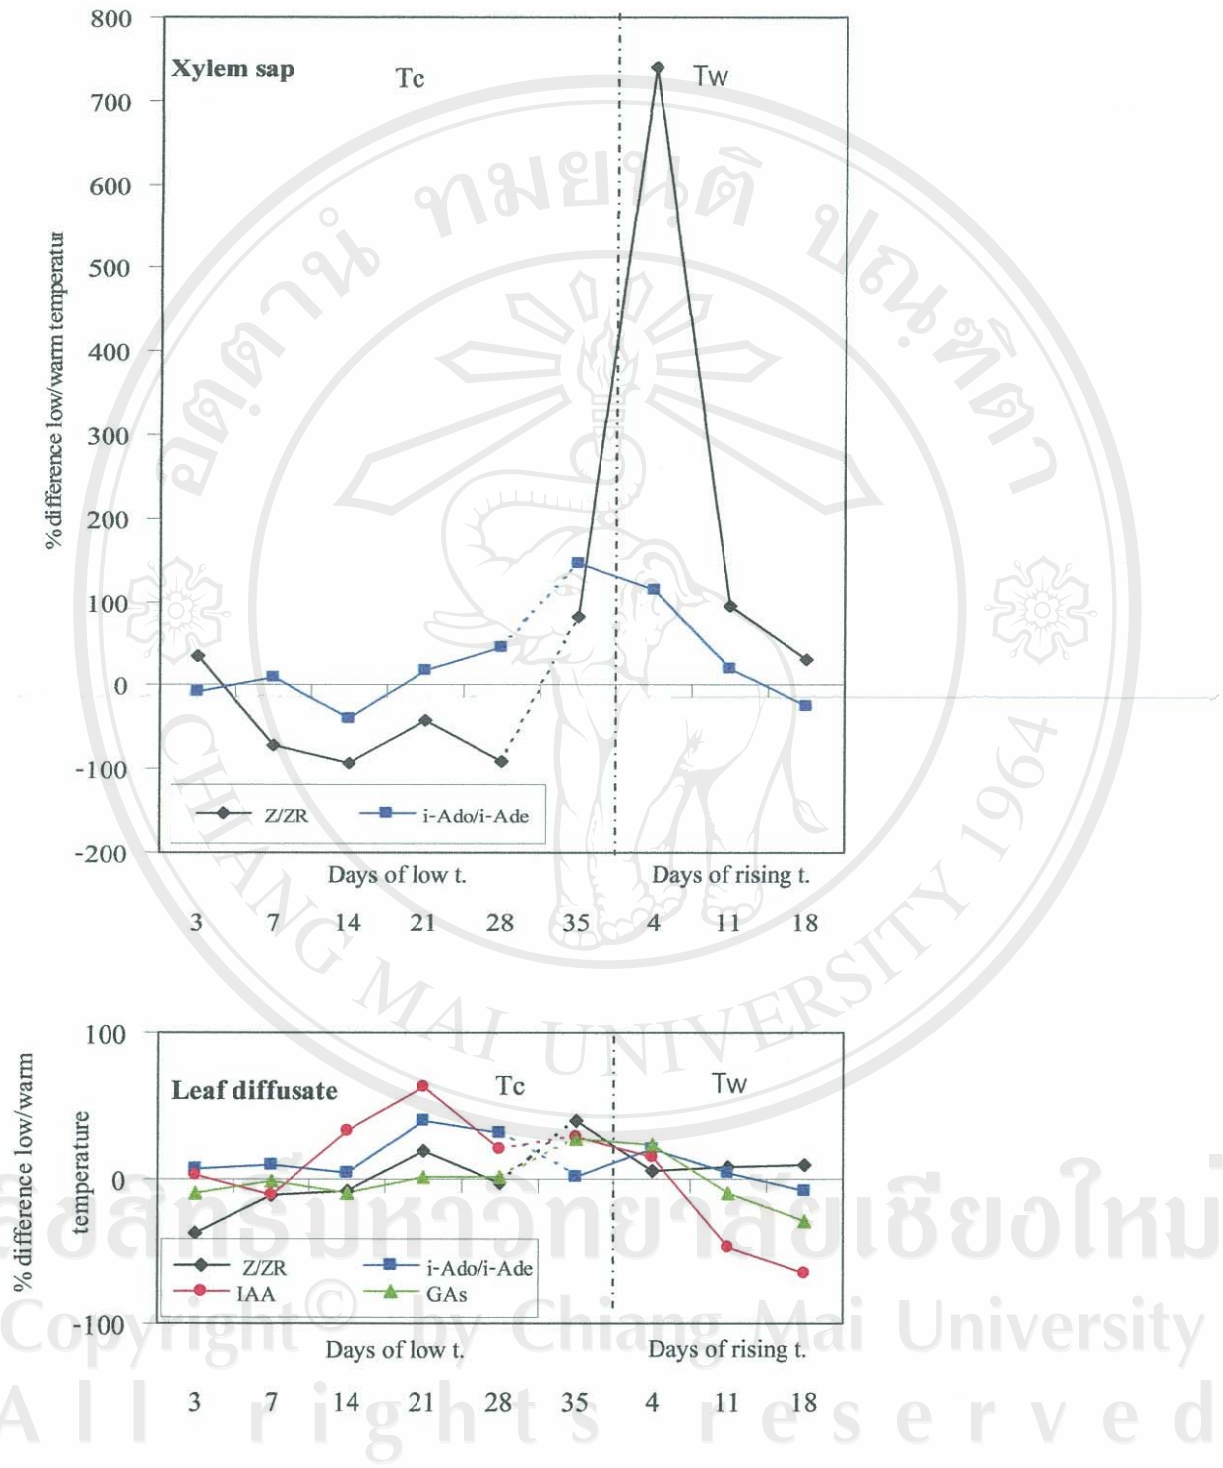 800
Xylem sap
Tc
Tw
700
600
500
400
300
200
100
0
-100
-200
%difference low/warm temperatur
Z/ZR
i-Ado/i-Ade
Days of low t.
Days of rising t.
3 7 14 21 28 35 4 11 18
100
Leaf diffusate
Tc
Tw
0
-100
% difference low/warm
temperature
Z/ZR
i-Ado/i-Ade
IAA
GAs
Days of low t.
Days of rising t.
3 7 14 21 28 35 4 11 18
CHIANG MAI UNIVERSITY 1964
ลิขสิทธิ์มหาวิทยาลัยเชียงใหม่
Copyright© by Chiang Mai University
All rights reserved